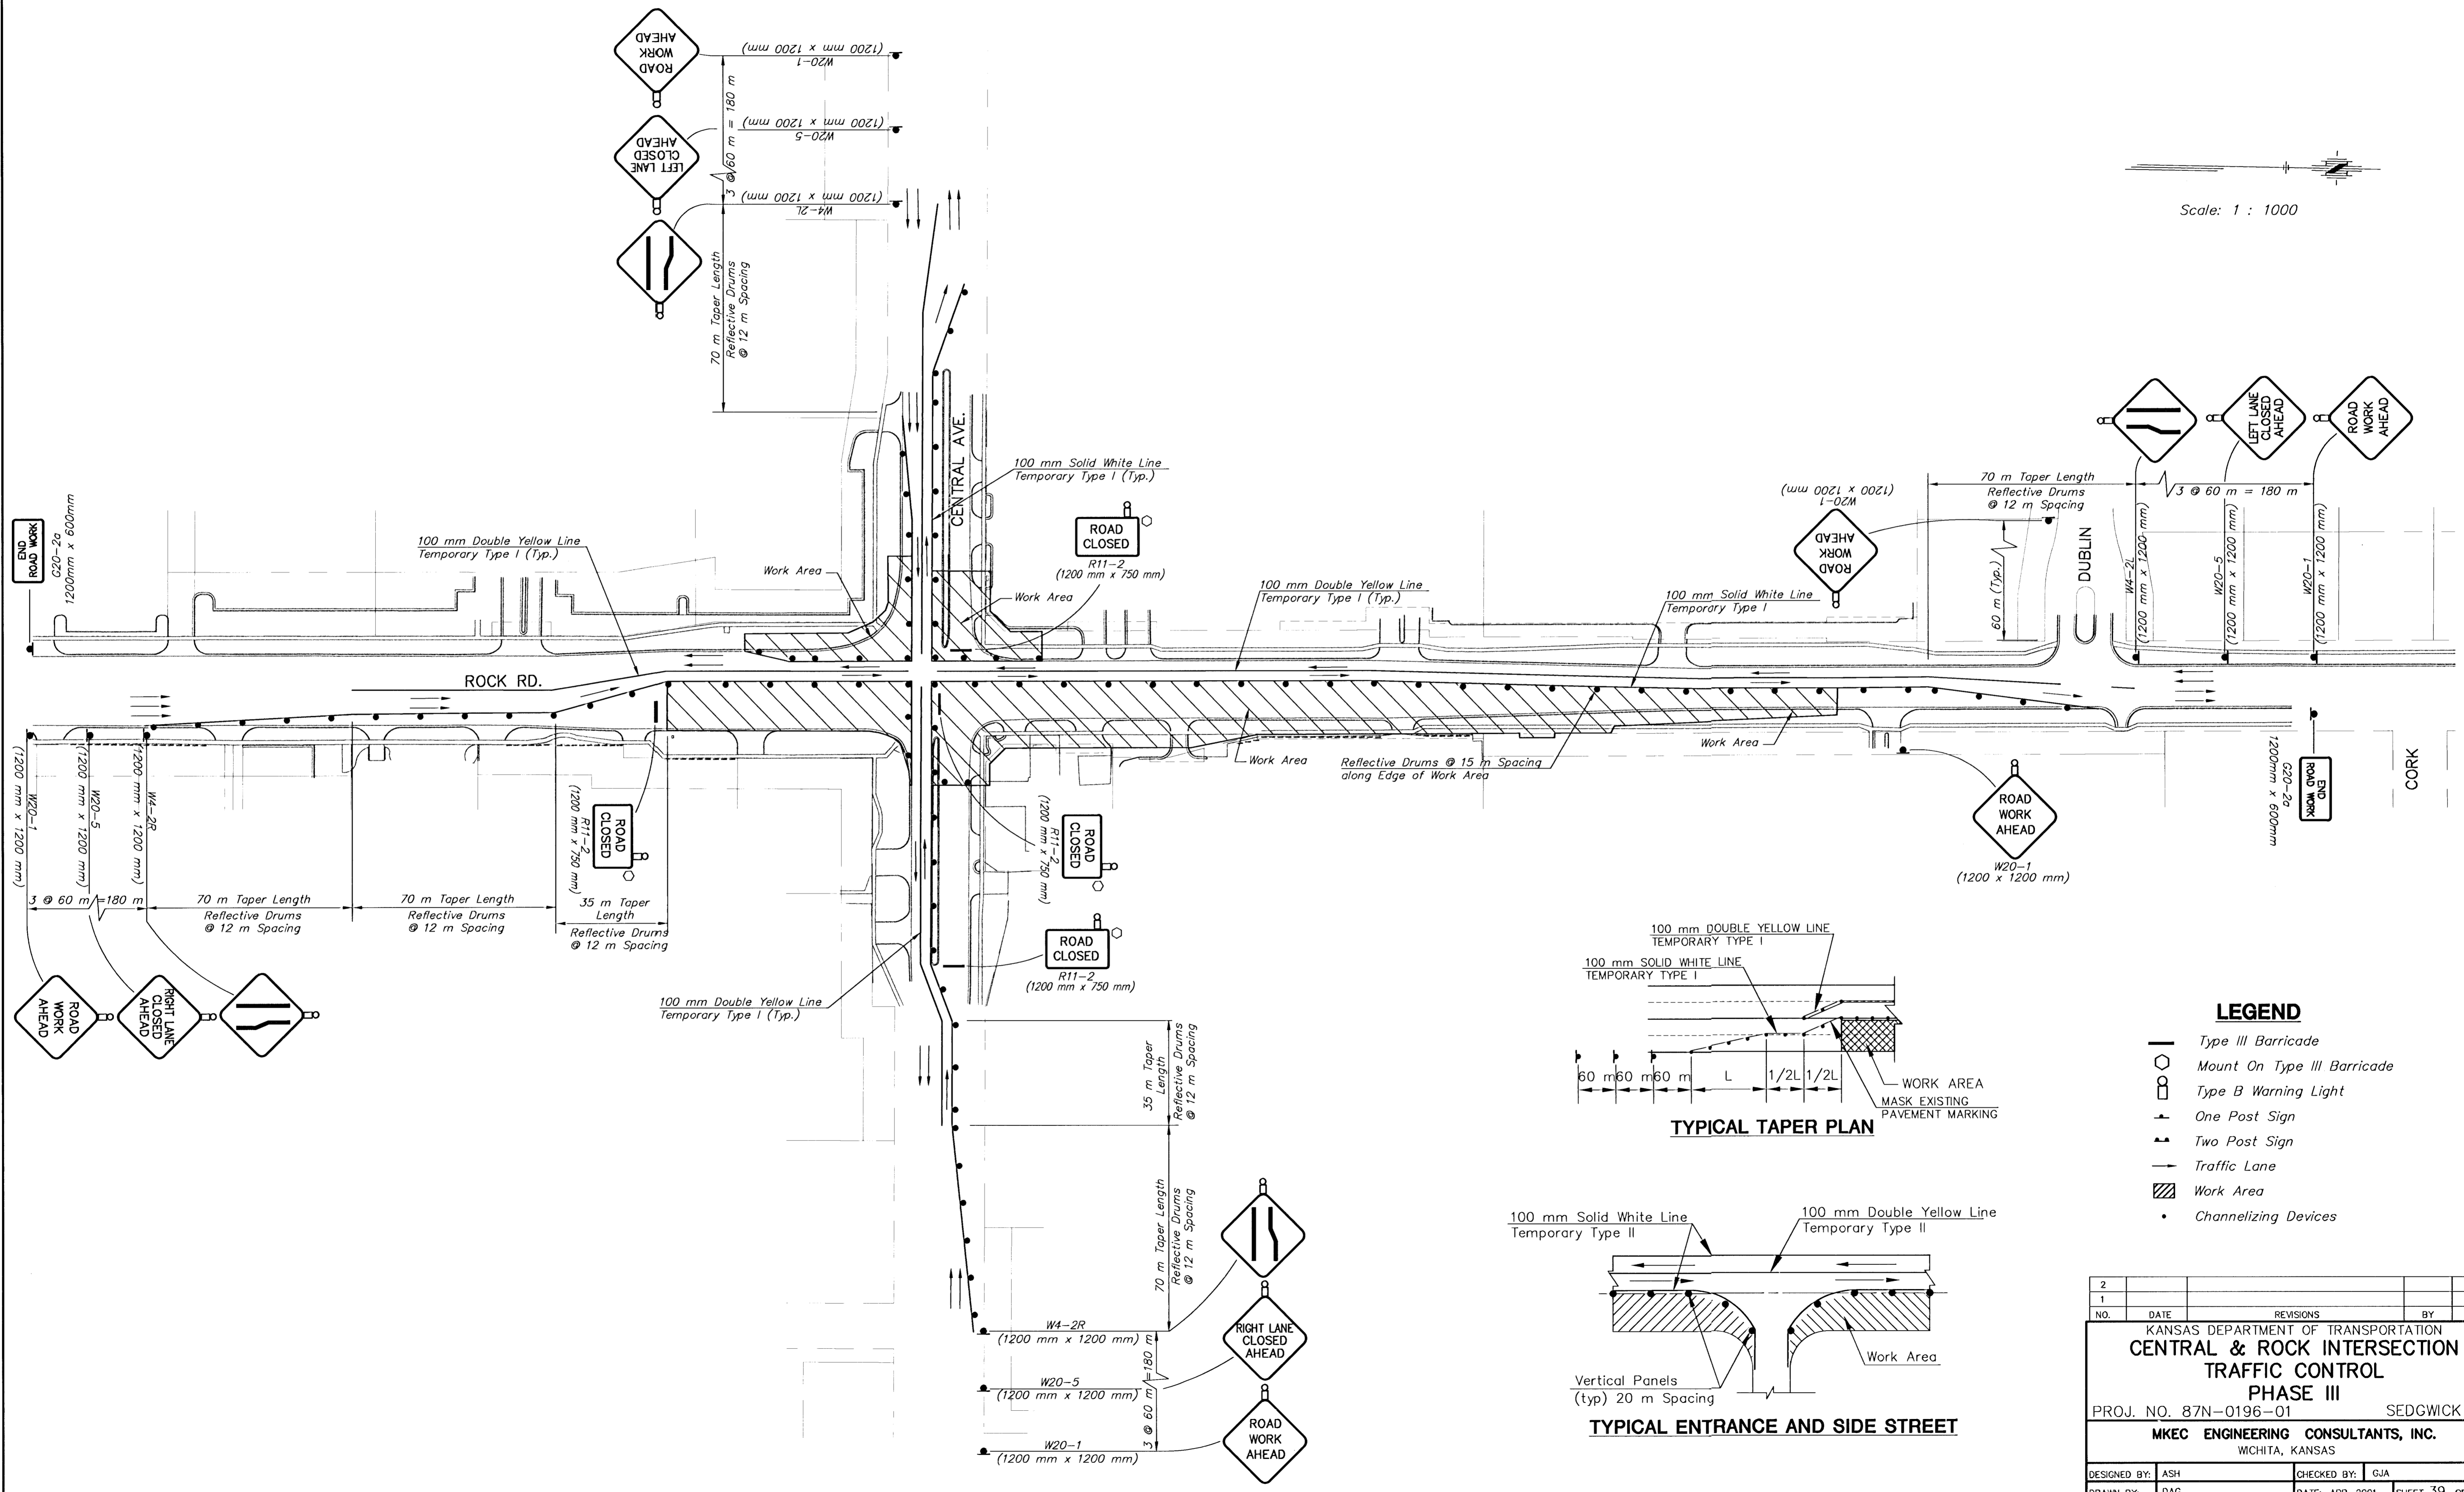 ROAD
WORK
AHEAD
W20-1
(1200 mm x 1200 mm)
LEFT LANE
CLOSED
AHEAD
W20-5
(1200 mm x 1200 mm)
3 @ 60 m = 180 m
W4-2L
(1200 mm x 1200 mm)
70 m Taper Length
Reflective Drums
@ 12 m Spacing
Scale: 1 : 1000
CENTRAL AVE.
100 mm Solid White Line
Temporary Type I (Typ.)
ROAD
CLOSED
R11-2
(1200 mm x 750 mm)
END
ROAD WORK
G20-2a
1200mm x 600mm
100 mm Double Yellow Line
Temporary Type I (Typ.)
Work Area
Work Area
100 mm Double Yellow Line
Temporary Type I (Typ.)
100 mm Solid White Line
Temporary Type I
W20-1
(1200 x 1200 mm)
ROAD
WORK
AHEAD
60 m (Typ.)
70 m Taper Length
Reflective Drums
@ 12 m Spacing
DUBLIN
LEFT LANE
CLOSED
AHEAD
ROAD
WORK
AHEAD
3 @ 60 m = 180 m
W4-2L
(1200 mm x 1200 mm)
W20-5
(1200 mm x 1200 mm)
W20-1
(1200 mm x 1200 mm)
ROCK RD.
W20-1
(1200 mm x 1200 mm)
W20-5
(1200 mm x 1200 mm)
W4-2R
(1200 mm x 1200 mm)
3 @ 60 m =180 m
70 m Taper Length
Reflective Drums
@ 12 m Spacing
70 m Taper Length
Reflective Drums
@ 12 m Spacing
35 m Taper
Length
Reflective Drums
@ 12 m Spacing
ROAD
CLOSED
R11-2
(1200 mm x 750 mm)
ROAD
CLOSED
R11-2
(1200 mm x 750 mm)
Work Area
Reflective Drums @ 15 m Spacing
along Edge of Work Area
Work Area
ROAD
WORK
AHEAD
W20-1
(1200 x 1200 mm)
END
ROAD WORK
G20-2a
1200mm x 600mm
CORK
ROAD
WORK
AHEAD
RIGHT LANE
CLOSED
AHEAD
ROAD
CLOSED
R11-2
(1200 mm x 750 mm)
100 mm Double Yellow Line
Temporary Type I (Typ.)
35 m Taper
Length
Reflective Drums
@ 12 m Spacing
70 m Taper Length
Reflective Drums
@ 12 m Spacing
W4-2R
(1200 mm x 1200 mm)
W20-5
(1200 mm x 1200 mm)
W20-1
(1200 mm x 1200 mm)
3 @ 60 m =180 m
RIGHT LANE
CLOSED
AHEAD
ROAD
WORK
AHEAD
100 mm DOUBLE YELLOW LINE
TEMPORARY TYPE I
100 mm SOLID WHITE LINE
TEMPORARY TYPE I
60 m 60 m 60 m L 1/2L 1/2L
WORK AREA
MASK EXISTING
PAVEMENT MARKING
TYPICAL TAPER PLAN
100 mm Solid White Line
Temporary Type II
100 mm Double Yellow Line
Temporary Type II
Work Area
Vertical Panels
(typ) 20 m Spacing
TYPICAL ENTRANCE AND SIDE STREET
LEGEND
Type III Barricade
Mount On Type III Barricade
Type B Warning Light
One Post Sign
Two Post Sign
Traffic Lane
Work Area
Channelizing Devices
2
1
NO. DATE REVISIONS BY
KANSAS DEPARTMENT OF TRANSPORTATION
CENTRAL & ROCK INTERSECTION
TRAFFIC CONTROL
PHASE III
PROJ. NO. 87N-0196-01 SEDGWICK
MKEC ENGINEERING CONSULTANTS, INC.
WICHITA, KANSAS
DESIGNED BY: ASH CHECKED BY: GJA
DRAWN BY: DAG DATE: APR. 2001 SHEET 39